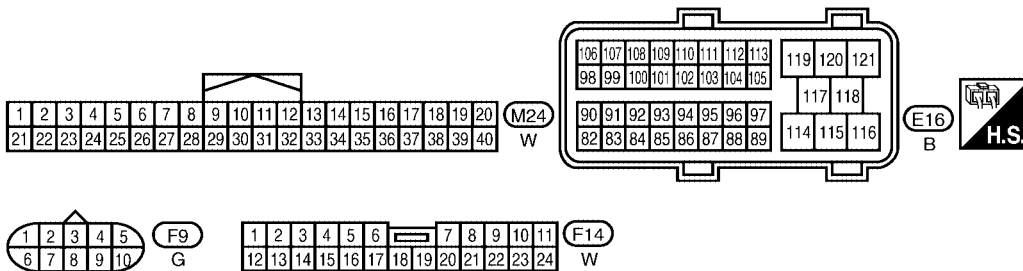 106 107 108 109 110 111 112 113
98 99 100 101 102 103 104 105
119 120 121
117 118
90 91 92 93 94 95 96 97
82 83 84 85 86 87 88 89
114 115 116
E16
B
H.S.
1 2 3 4 5 6 7 8 9 10 11 12 13 14 15 16 17 18 19 20
21 22 23 24 25 26 27 28 29 30 31 32 33 34 35 36 37 38 39 40
M24
W
1 2 3 4 5
6 7 8 9 10
F9
G
1 2 3 4 5 6 7 8 9 10 11
12 13 14 15 16 17 18 19 20 21 22 23 24
F14
W